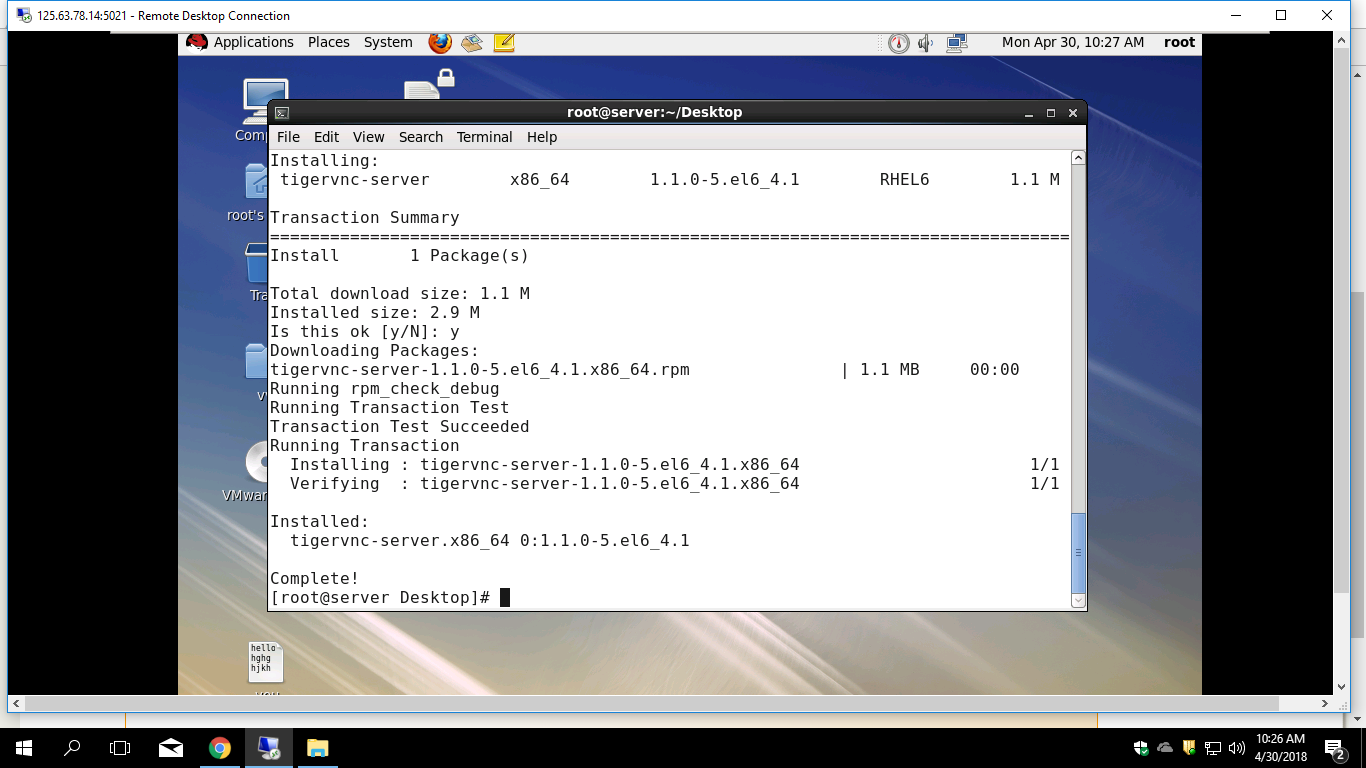 125.63.78.14:5021 - Remote Desktop Connection
Applications Places System Mon Apr 30, 10:27 AM root
root@server:~/Desktop
File Edit View Search Terminal Help
Installing:
tigervnc-server x86_64 1.1.0-5.el6_4.1 RHEL6 1.1 M
Transaction Summary
================================================================================
Install 1 Package(s)
Total download size: 1.1 M
Installed size: 2.9 M
Is this ok [y/N]: y
Downloading Packages:
tigervnc-server-1.1.0-5.el6_4.1.x86_64.rpm | 1.1 MB 00:00
Running rpm_check_debug
Running Transaction Test
Transaction Test Succeeded
Running Transaction
Installing : tigervnc-server-1.1.0-5.el6_4.1.x86_64 1/1
Verifying : tigervnc-server-1.1.0-5.el6_4.1.x86_64 1/1
Installed:
tigervnc-server.x86_64 0:1.1.0-5.el6_4.1
Complete!
[root@server Desktop]#
Comp
root's
Tra
v
VMwar
hello
hghg
hjkh
10:26 AM
4/30/2018
2